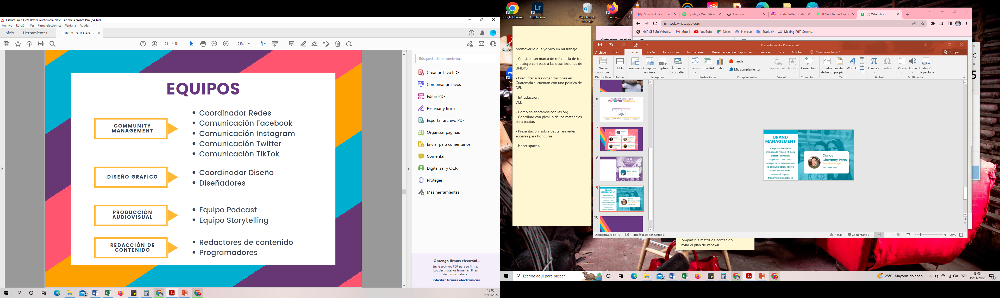 Estructura It Gets Better Guatemala 2022 - Adobe Acrobat Pro (64-bit)
Archivo Edición Ver Firma electrónica Ventana Ayuda
Inicio Herramientas Estructura It Gets B... ×
28 / 45 104%
EQUIPOS
COMMUNITY
MANAGEMENT
• Coordinador Redes
• Comunicación Facebook
• Comunicación Instagram
• Comunicación Twitter
• Comunicación TikTok
DISEÑO GRÁFICO
• Coordinador Diseño
• Diseñadores
PRODUCCIÓN
AUDIOVISUAL
• Equipo Podcast
• Equipo Storytelling
REDACCIÓN DE
CONTENIDO
• Redactores de contenido
• Programadores
Búsqueda de herramientas
Crear archivo PDF
Combinar archivos
Editar PDF
Rellenar y firmar
Exportar archivo PDF
Organizar páginas
Enviar para comentarios
Comentar
Digitalizar y OCR
Proteger
Más herramientas
Obtenga firmas electróni...
Envíe archivos PDF para su firma.
Los destinatarios firman en línea
de forma gratuita.
Solicitar firmas electrónicas
13:06
15/11/2022
Google Chrome
Lightroom
Papelera de
reciclaje
Firefox
VLC
promover lo que yo vivo en mi trabajo.
- Construir un marco de referencia de todo
el trabajo con base a las descripciones de
UNISYS.
- Preguntar a las organizaciones en
Guatemala si cuentan con una política de
DEI.
- Intruducción,
DEI.
- Como colaboramos con las org
- Coordinar con pichi lo de los materiales
para pautar.
- Presentación, sobre pautar en redes
sociales para honduras.
- Hacer spaces.
- Guía para un plan
Solicitud de cotizac
Spotify - Web Playe
Historial
It Gets Better Guate
It Gets Better Guate
(3) WhatsApp
web.whatsapp.com
NdP SEE GuiaViruel... Gmail YouTube Maps Noticias Traducir Making PrEP Smart:...
Presentación1 - PowerPoint
Archivo Inicio Insertar Diseño Transiciones Animaciones Presentación con diapositivas Revisar Vista Acrobat ¿Qué desea hacer? Compartir
Nueva
diapositiva
Tabla
Imágenes
Imágenes
en línea
Captura
Álbum de
fotografías
Formas
SmartArt
Gráfico
Tienda
Mis complementos
Hipervínculo
Acción
Comentario
Cuadro
de texto
Encabez.
pie pág.
WordArt
Ecuación
Símbolo
Vídeo
Audio
Grabación
de pantalla
Diapositivas Tablas Imágenes Ilustraciones Complementos Vínculos Comentarios Texto Símbolos Multimedia
6
Estructura Organizacional
IT GETS BETTER GUATEMALA
7
8
Doug Tejeda
9
BRAND
MANAGEMENT
Carlos
Giovanny Pérez
10
BRAND
MANAGEMENT
Responsable de la
imagen de marca "It Gets
Better". También
supervisa que cada
equipo cuyo enfoque sea
la comunicación, lleve a
cabo las acciones
necesarias para
transmitir la misión, la
Carlos
Giovanny Pérez
Brand Manager
IT GETS
BETTER
5
Diapositiva 9 de 10 Inglés (Estados Unidos) Notas Comentarios 28%
Compartir la matriz de contenido.
Enviar el plan de kabawil.
Escribe aquí para buscar
25°C Mayorm. soleado
ESP
13:06
15/11/2022